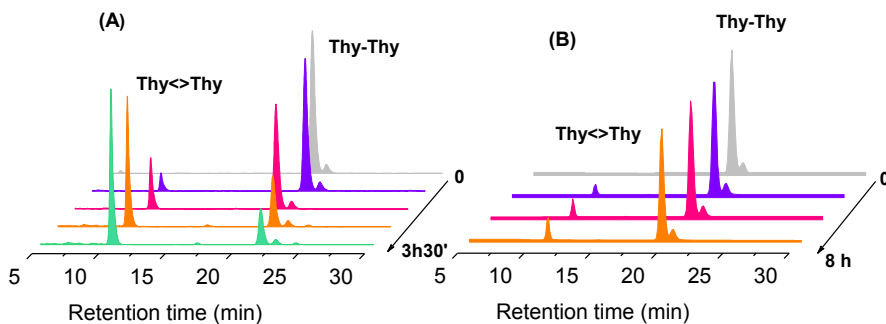 (A)
Thy-Thy
Thy<>Thy
0
3h30'
5 10 15 20 25 30
Retention time (min)
(B)
Thy-Thy
Thy<>Thy
0
8 h
5 10 15 20 25 30
Retention time (min)